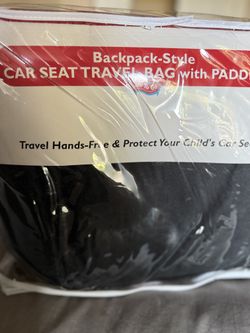 Backpack-Style
CAR SEAT TRAVEL BAG with PADD
Travel Hands-Free & Protect Your Child's Car Se